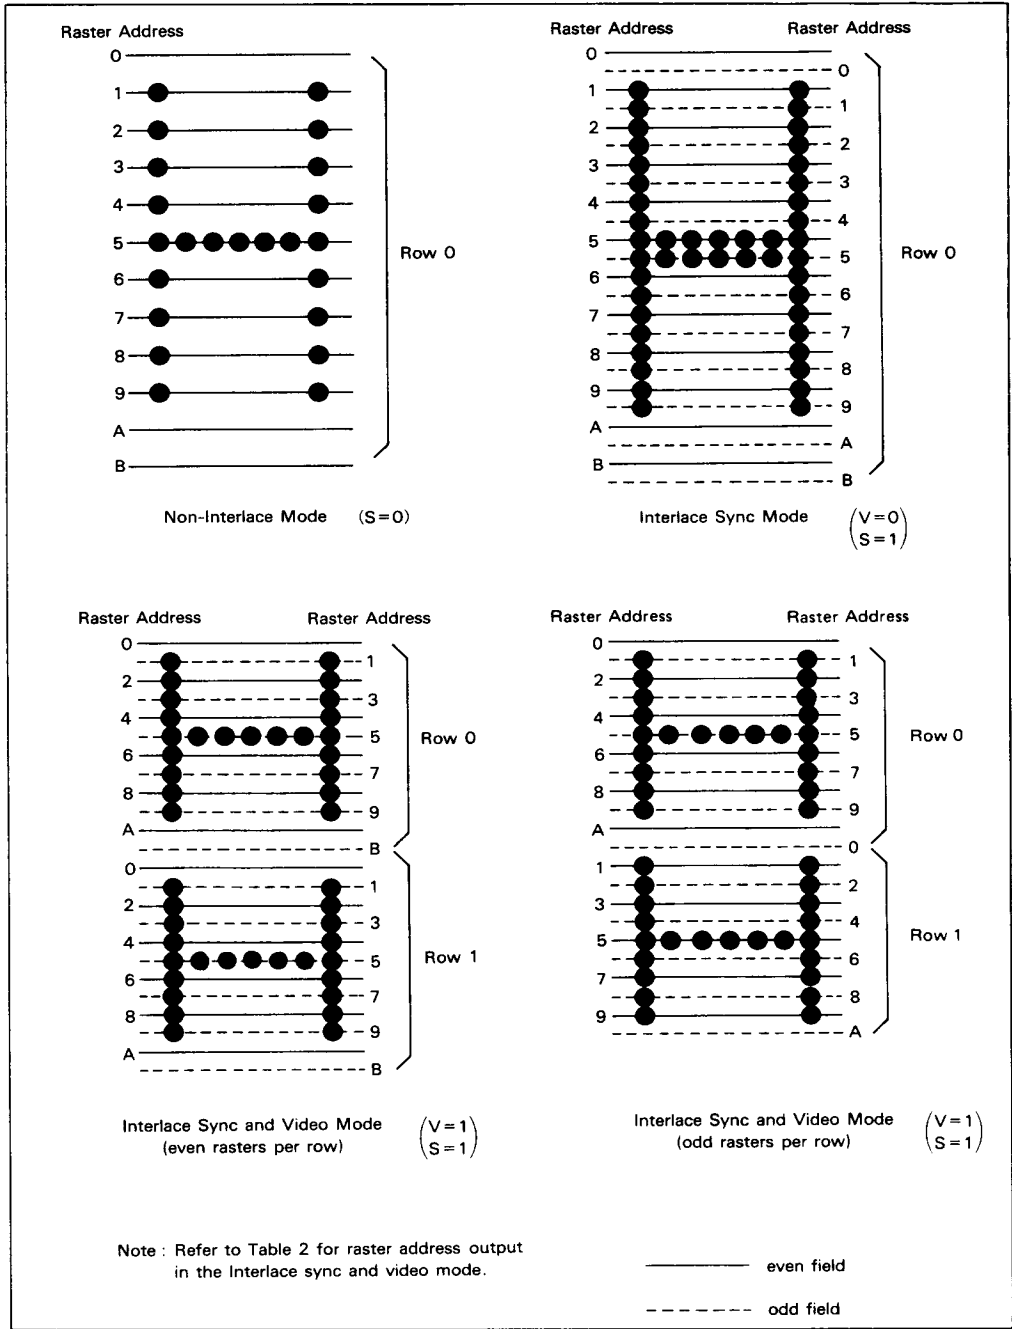 Raster Address
0
1
2
3
4
5
6
7
8
9
A
B
Row 0
Non-Interlace Mode (S=0)
Raster Address Raster Address
0
0
1
1
2
2
3
3
4
4
5
5
6
6
7
7
8
8
9
9
A
A
B
B
Row 0
Interlace Sync Mode (V=0
S=1)
Raster Address Raster Address
0
1
2
3
4
5
6
7
8
9
A
B
Row 0
0
1
2
3
4
5
6
7
8
9
A
B
Row 1
Interlace Sync and Video Mode (V=1
(even rasters per row) S=1)
Raster Address Raster Address
0
1
2
3
4
5
6
7
8
9
A
Row 0
0
1
2
3
4
5
6
7
8
9
A
Row 1
Interlace Sync and Video Mode (V=1
(odd rasters per row) S=1)
Note : Refer to Table 2 for raster address output
in the Interlace sync and video mode.
even field
odd field